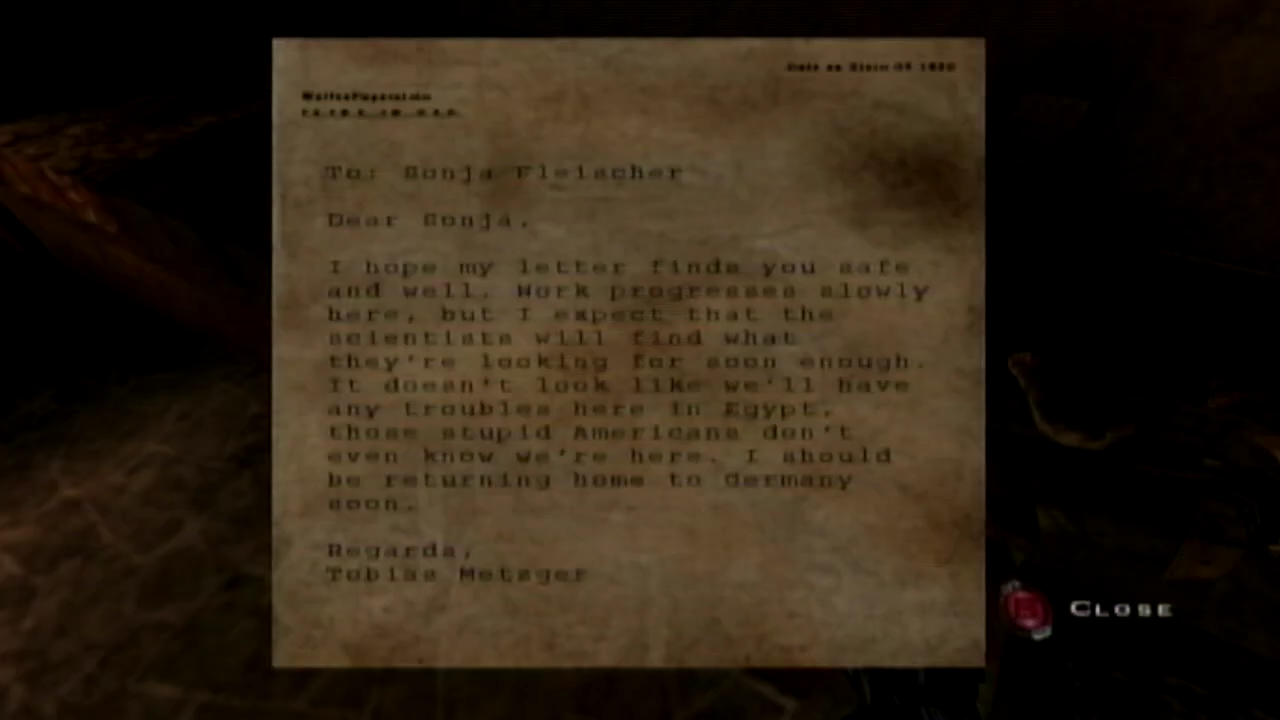 To: Sonja Fleischer
Dear Sonja,
I hope my letter finds you safe
and well. Work progresses slowly
here, but I expect that the
scientists will find what
they're looking for soon enough.
It doesn't look like we'll have
any troubles here in Egypt,
those stupid Americans don't
even know we're here. I should
be returning home to Germany
soon.
Regards,
Tobias Metzger
CLOSE